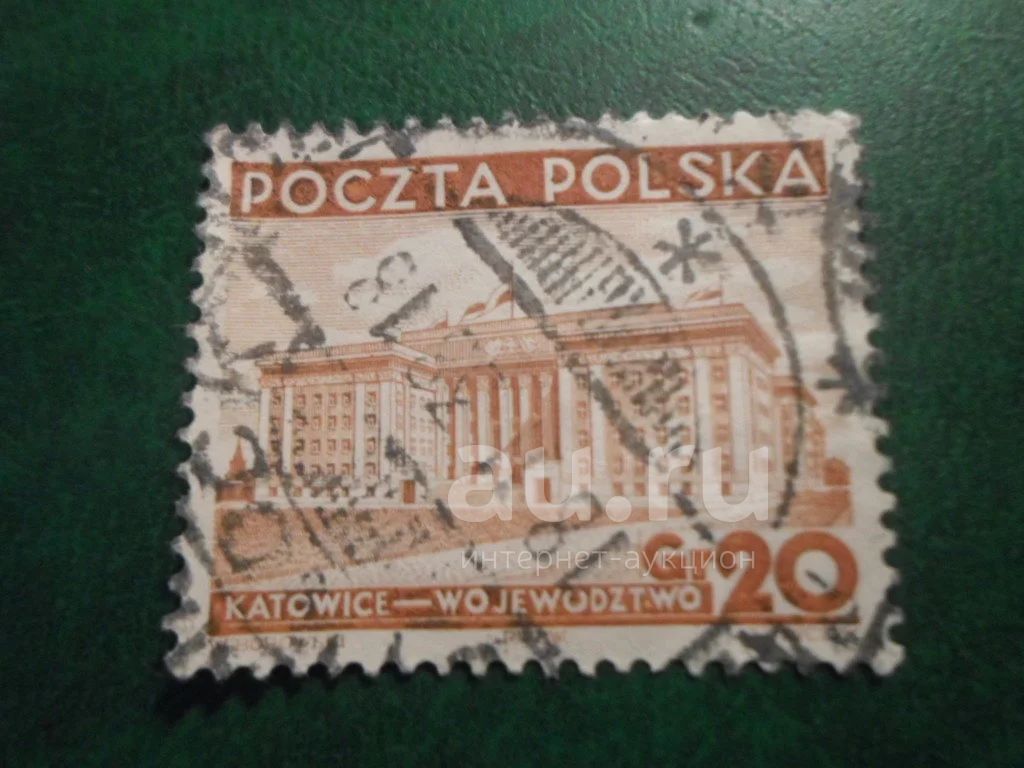 POCZTA POLSKA
au.ru
интернет-аукцион
Gr 20
KATOWICE—WOJEWÓDZTWO